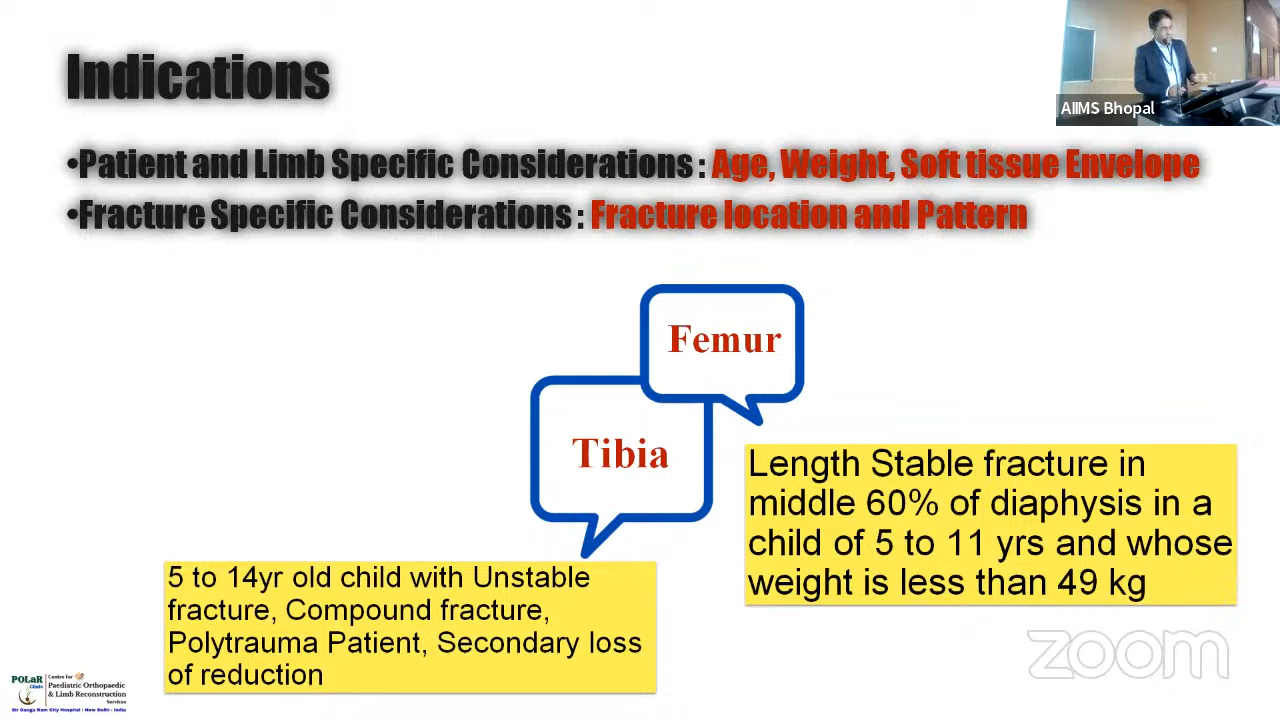 Indications
AIIMS Bhopal
•Patient and Limb Specific Considerations : Age, Weight, Soft tissue Envelope
•Fracture Specific Considerations : Fracture location and Pattern
Femur
Tibia
Length Stable fracture in
middle 60% of diaphysis in a
child of 5 to 11 yrs and whose
weight is less than 49 kg
5 to 14yr old child with Unstable
fracture, Compound fracture,
Polytrauma Patient, Secondary loss
of reduction
zoom
POLaR
Clinic
Centre For
Paediatric Orthopaedic
& Limb Reconstruction
Services
Sir Ganga Ram City Hospital : New Delhi - India